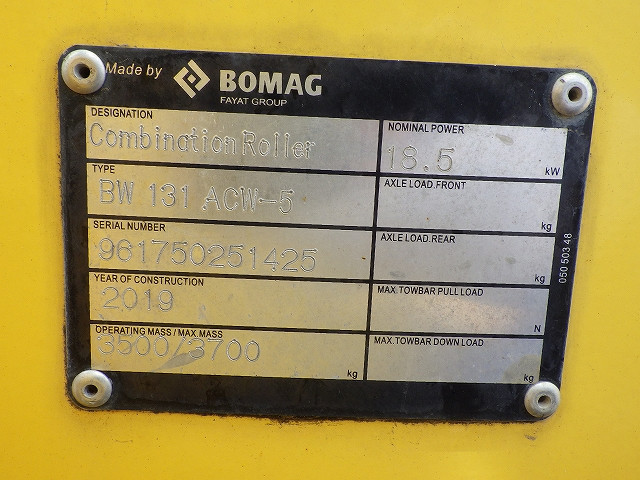 Made by BOMAG
FAYAT GROUP
DESIGNATION
Combination Roller
NOMINAL POWER
18.5 kW
TYPE
BW 131 ACW-5
AXLE LOAD.FRONT
kg
SERIAL NUMBER
961750251425
AXLE LOAD.REAR
kg
YEAR OF CONSTRUCTION
2019
MAX.TOWBAR PULL LOAD
N
OPERATING MASS / MAX.MASS
3500/3700 kg
MAX.TOWBAR DOWN LOAD
kg
050 503 48